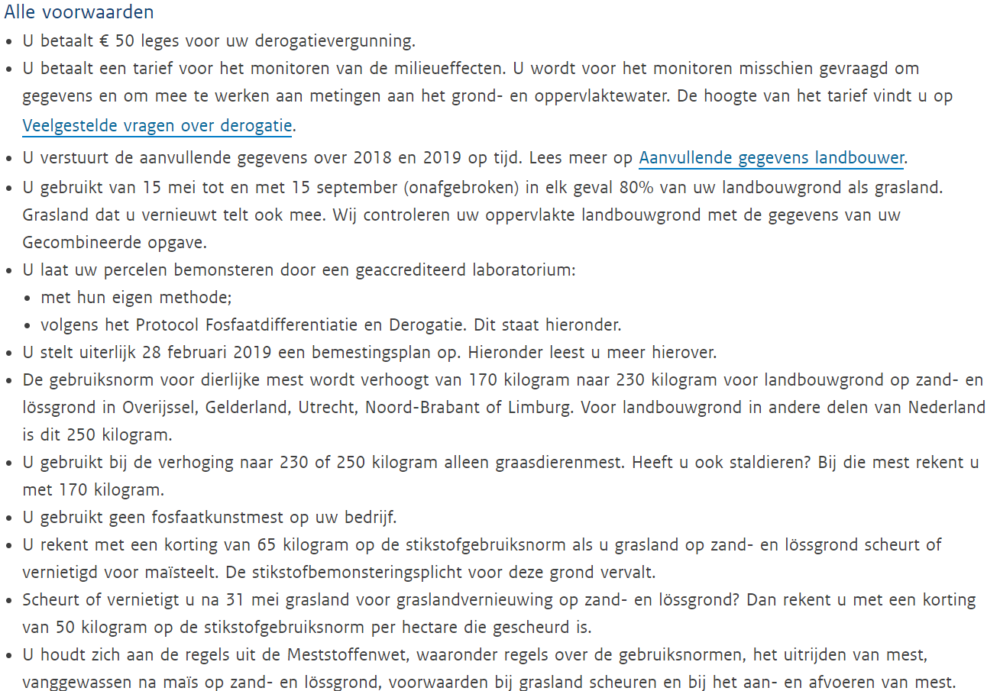 Alle voorwaarden
• U betaalt € 50 leges voor uw derogatievergunning.
• U betaalt een tarief voor het monitoren van de milieueffecten. U wordt voor het monitoren misschien gevraagd om
gegevens en om mee te werken aan metingen aan het grond- en oppervlaktewater. De hoogte van het tarief vindt u op
Veelgestelde vragen over derogatie.
• U verstuurt de aanvullende gegevens over 2018 en 2019 op tijd. Lees meer op Aanvullende gegevens landbouwer.
• U gebruikt van 15 mei tot en met 15 september (onafgebroken) in elk geval 80% van uw landbouwgrond als grasland.
Grasland dat u vernieuwt telt ook mee. Wij controleren uw oppervlakte landbouwgrond met de gegevens van uw
Gecombineerde opgave.
• U laat uw percelen bemonsteren door een geaccrediteerd laboratorium:
• met hun eigen methode;
• volgens het Protocol Fosfaatdifferentiatie en Derogatie. Dit staat hieronder.
• U stelt uiterlijk 28 februari 2019 een bemestingsplan op. Hieronder leest u meer hierover.
• De gebruiksnorm voor dierlijke mest wordt verhoogt van 170 kilogram naar 230 kilogram voor landbouwgrond op zand- en
lössgrond in Overijssel, Gelderland, Utrecht, Noord-Brabant of Limburg. Voor landbouwgrond in andere delen van Nederland
is dit 250 kilogram.
• U gebruikt bij de verhoging naar 230 of 250 kilogram alleen graasdierenmest. Heeft u ook staldieren? Bij die mest rekent u
met 170 kilogram.
• U gebruikt geen fosfaatkunstmest op uw bedrijf.
• U rekent met een korting van 65 kilogram op de stikstofgebruiksnorm als u grasland op zand- en lössgrond scheurt of
vernietigd voor maïsteelt. De stikstofbemonsteringsplicht voor deze grond vervalt.
• Scheurt of vernietigt u na 31 mei grasland voor graslandvernieuwing op zand- en lössgrond? Dan rekent u met een korting
van 50 kilogram op de stikstofgebruiksnorm per hectare die gescheurd is.
• U houdt zich aan de regels uit de Meststoffenwet, waaronder regels over de gebruiksnormen, het uitrijden van mest,
vanggewassen na maïs op zand- en lössgrond, voorwaarden bij grasland scheuren en bij het aan- en afvoeren van mest.